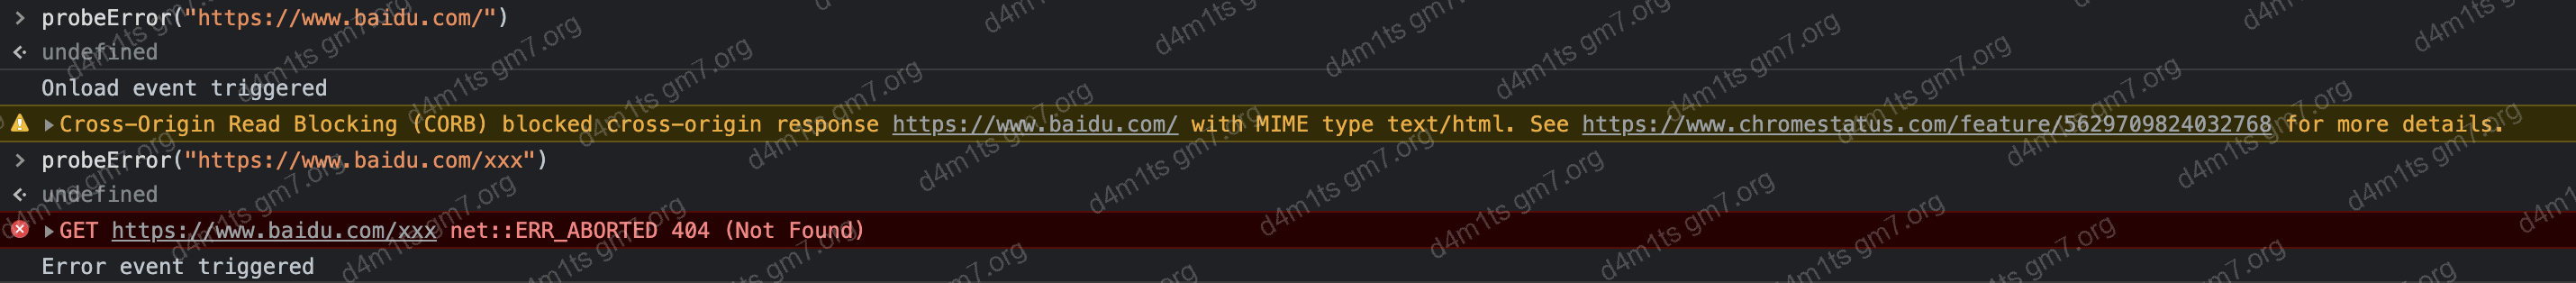 > probeError("https://www.baidu.com/")
undefined
Onload event triggered
Cross-Origin Read Blocking (CORB) blocked cross-origin response https://www.baidu.com/ with MIME type text/html. See https://www.chromestatus.com/feature/5629709824032768 for more details.
> probeError("https://www.baidu.com/xxx")
undefined
GET https://www.baidu.com/xxx net::ERR_ABORTED 404 (Not Found)
Error event triggered
d4m1ts gm7.org